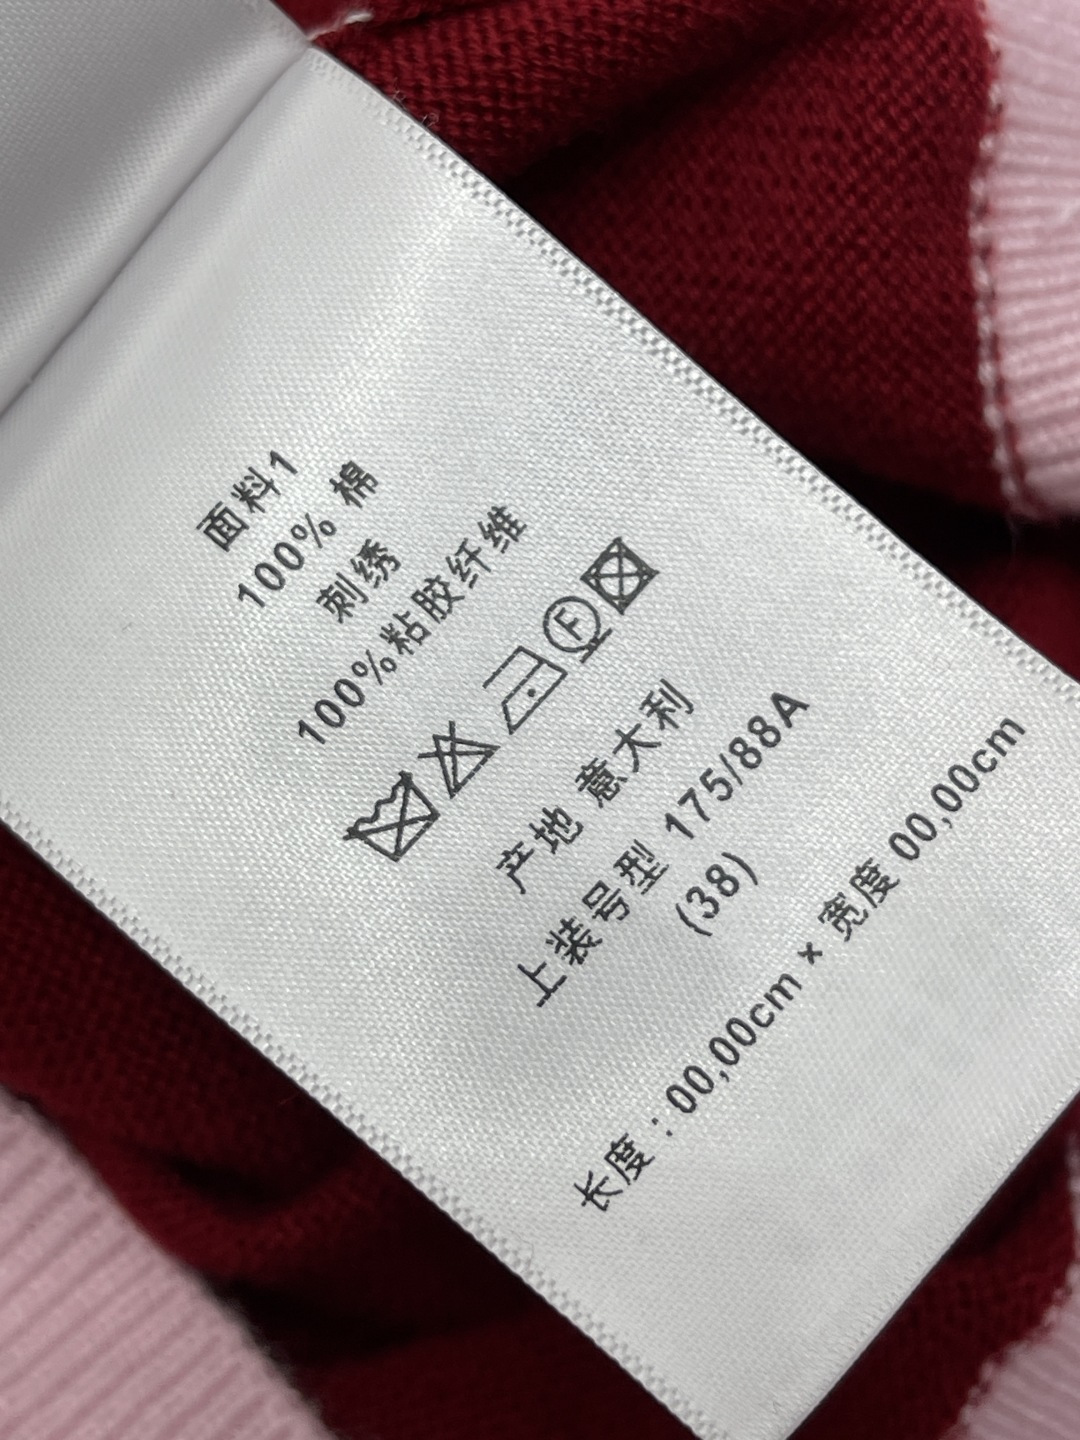 面料1
100% 棉
刺绣
100%粘胶纤维
F
产地 意大利
上装号型 175/88A
(38)
长度：00,00cm × 宽度 00,00cm